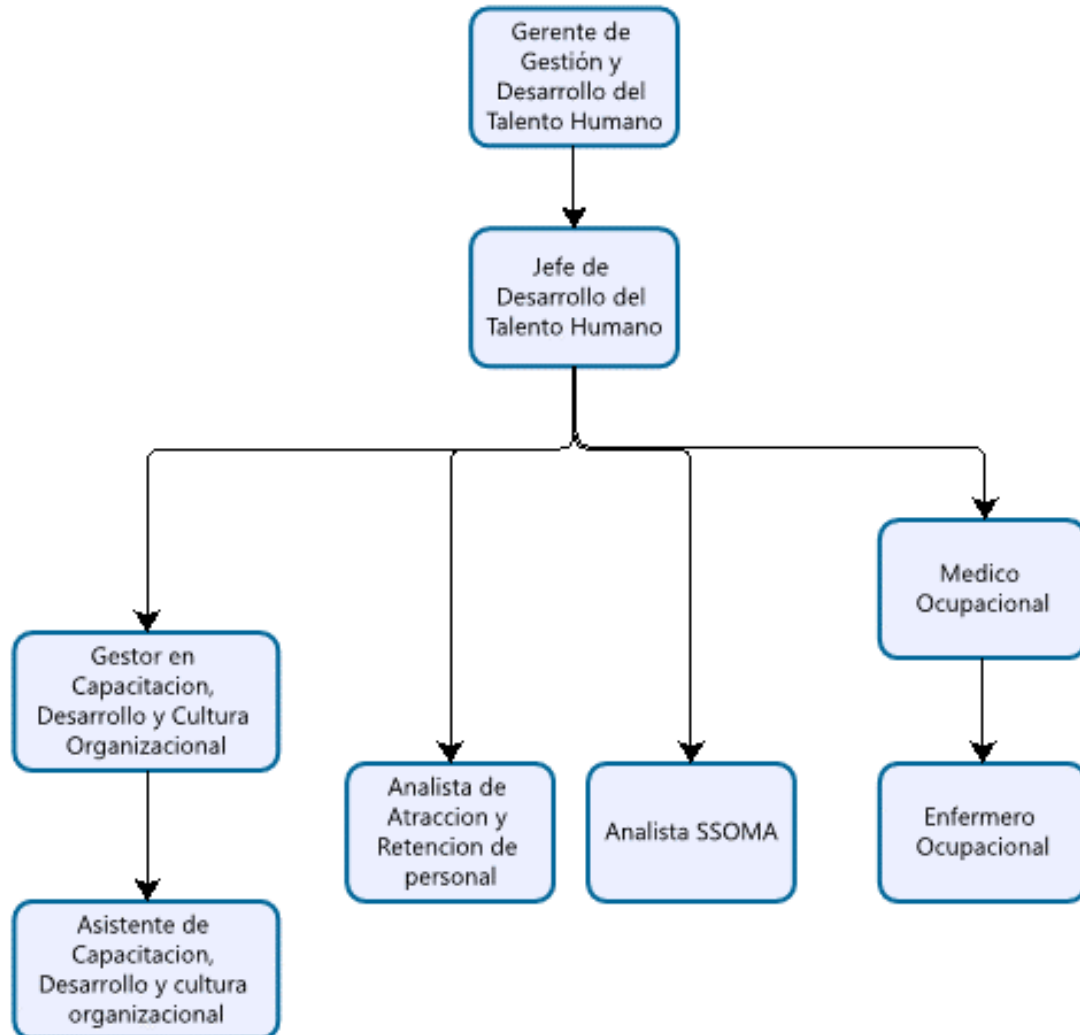 Gerente de
Gestión y
Desarrollo del
Talento Humano
Jefe de
Desarrollo del
Talento Humano
Medico
Ocupacional
Gestor en
Capacitacion,
Desarrollo y Cultura
Organizacional
Analista de
Atraccion y
Retencion de
personal
Analista SSOMA
Enfermero
Ocupacional
Asistente de
Capacitacion,
Desarrollo y cultura
organizacional